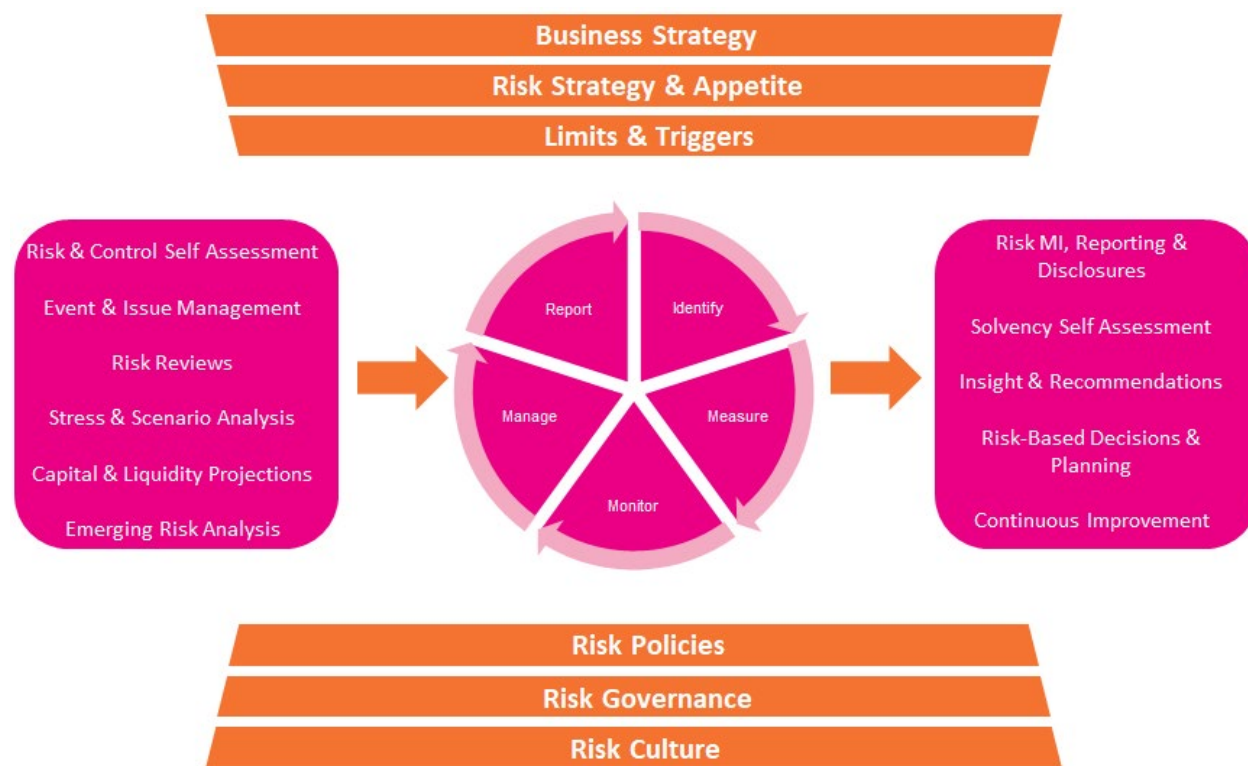 Business Strategy
Risk Strategy & Appetite
Limits & Triggers
Risk & Control Self Assessment
Event & Issue Management
Risk Reviews
Stress & Scenario Analysis
Capital & Liquidity Projections
Emerging Risk Analysis
Report
Identify
Manage
Measure
Monitor
Risk MI, Reporting &
Disclosures
Solvency Self Assessment
Insight & Recommendations
Risk-Based Decisions &
Planning
Continuous Improvement
Risk Policies
Risk Governance
Risk Culture